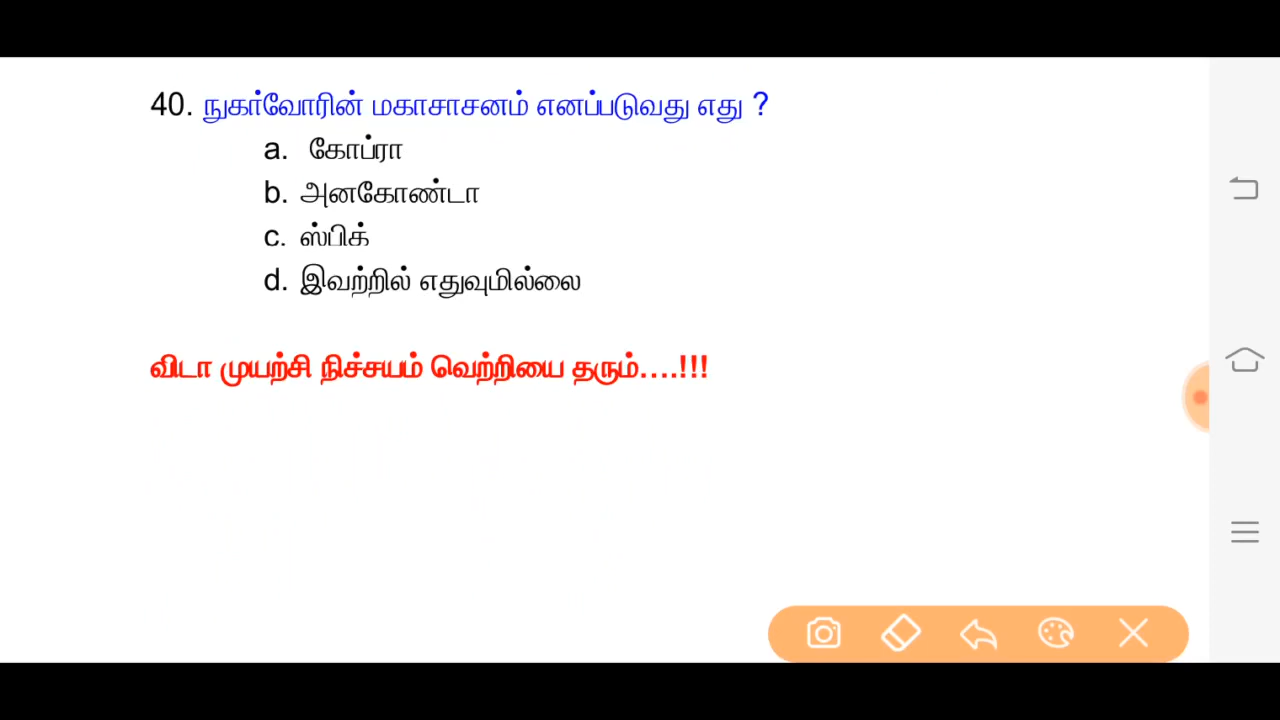 40. நுகர்வோரின் மகாசாசனம் எனப்படுவது எது ?
a. கோப்ரா
b. அனகோண்டா
c. ஸ்பிக்
d. இவற்றில் எதுவுமில்லை
விடா முயற்சி நிச்சயம் வெற்றியை தரும்....!!!